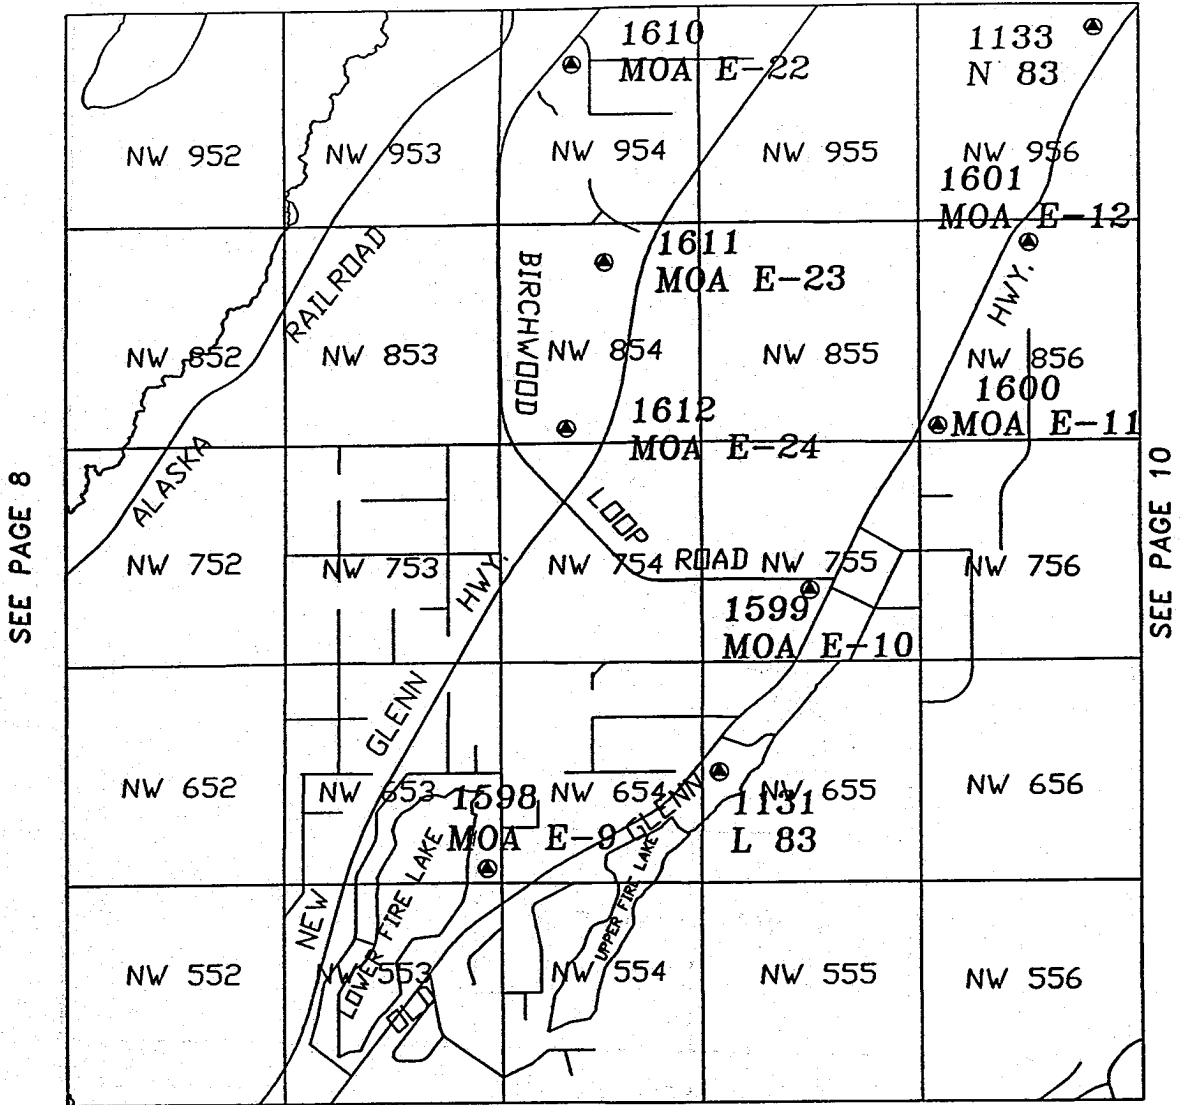 1610
MOA E-22
1133
N 83
NW 952
NW 953
NW 954
NW 955
NW 956
1601
MOA E-12
1611
MOA E-23
BIRCHWOOD
ALASKA RAILROAD
HWY.
NW 852
NW 853
NW 854
NW 855
NW 856
1600
MOA E-11
1612
MOA E-24
SEE PAGE 8
SEE PAGE 10
LOOP
ROAD
NW 752
NW 753
NW 754
NW 755
NW 756
1599
MOA E-10
NEW GLENN HWY.
NW 652
NW 653
NW 654
NW 655
NW 656
1598
MOA E-9
1131
L 83
OLD GLENN
LOWER FIRE LAKE
UPPER FIRE LAKE
NW 552
NW 553
NW 554
NW 555
NW 556